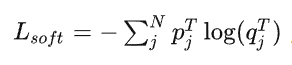 L_{soft} = -\sum_{j}^{N} p_j^T \log(q_j^T)